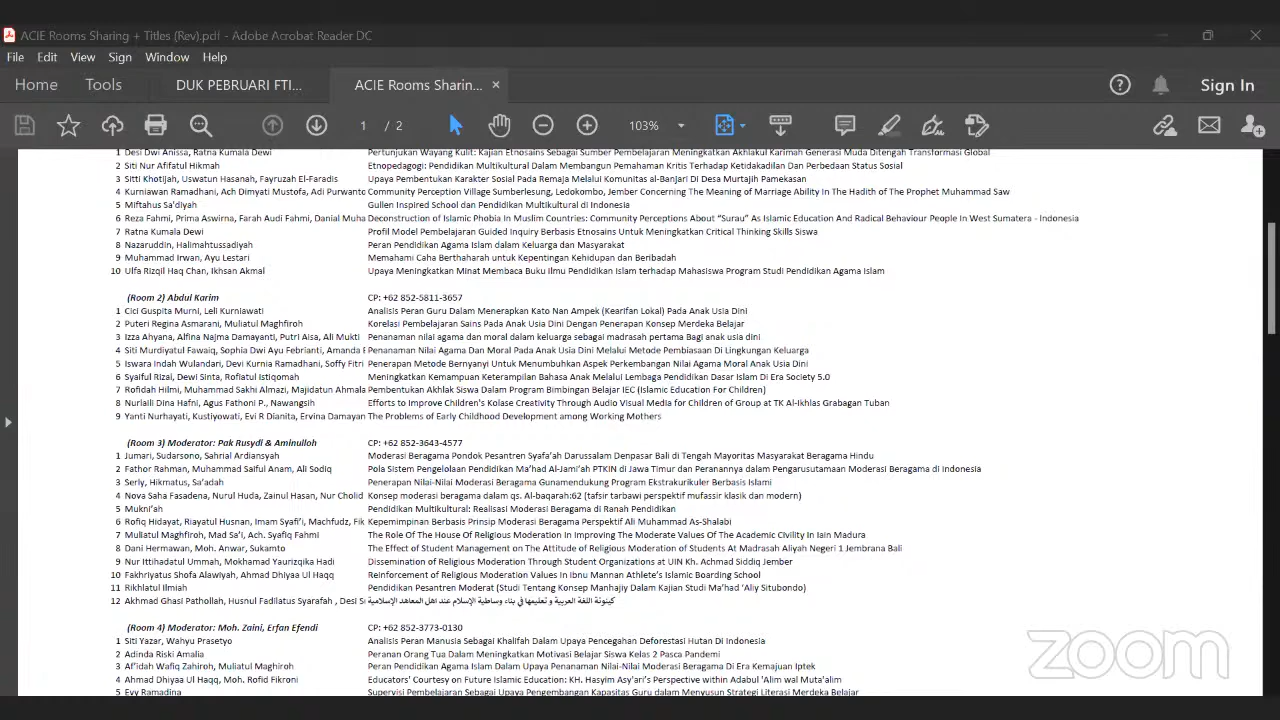 ACIE Rooms Sharing + Titles (Rev).pdf - Adobe Acrobat Reader DC
File Edit View Sign Window Help
Home Tools DUK PEBRUARI FTI... ACIE Rooms Sharin... × Sign In
1 / 2 103%
1 Desi Dwi Anissa, Ratna Kumala Dewi Pertunjukan Wayang Kulit: Kajian Etnosains Sebagai Sumber Pembelajaran Meningkatkan Akhlakul Karimah Generasi Muda Ditengah Transformasi Global
2 Siti Nur Afifatul Hikmah Etnopedagogi: Pendidikan Multikultural Dalam Membangun Pemahaman Kritis Terhadap Ketidakadilan Dan Perbedaan Status Sosial
3 Sitti Khotijah, Uswatun Hasanah, Fayruzah El-Faradis Upaya Pembentukan Karakter Sosial Pada Remaja Melalui Komunitas al-Banjari Di Desa Murtajih Pamekasan
4 Kurniawan Ramadhani, Ach Dimyati Mustofa, Adi Purwanto Community Perception Village Sumberlesung, Ledokombo, Jember Concerning The Meaning of Marriage Ability In The Hadith of The Prophet Muhammad Saw
5 Miftahus Sa'diyah Gullen Inspired School dan Pendidikan Multikultural di Indonesia
6 Reza Fahmi, Prima Aswirna, Farah Audi Fahmi, Danial Muha Deconstruction of Islamic Phobia In Muslim Countries: Community Perceptions About "Surau" As Islamic Education And Radical Behaviour People In West Sumatera - Indonesia
7 Ratna Kumala Dewi Profil Model Pembelajaran Guided Inquiry Berbasis Etnosains Untuk Meningkatkan Critical Thinking Skills Siswa
8 Nazaruddin, Halimahtussadiyah Peran Pendidikan Agama Islam dalam Keluarga dan Masyarakat
9 Muhammad Irwan, Ayu Lestari Memahami Caha Berthaharah untuk Kepentingan Kehidupan dan Beribadah
10 Ulfa Rizqil Haq Chan, Ikhsan Akmal Upaya Meningkatkan Minat Membaca Buku Ilmu Pendidikan Islam terhadap Mahasiswa Program Studi Pendidikan Agama Islam
(Room 2) Abdul Karim CP: +62 852-5811-3657
1 Cici Guspita Murni, Leli Kurniawati Analisis Peran Guru Dalam Menerapkan Kato Nan Ampek (Kearifan Lokal) Pada Anak Usia Dini
2 Puteri Regina Asmarani, Muliatul Maghfiroh Korelasi Pembelajaran Sains Pada Anak Usia Dini Dengan Penerapan Konsep Merdeka Belajar
3 Izza Ahyana, Alfina Najma Damayanti, Putri Aisa, Ali Mukti Penanaman nilai agama dan moral dalam keluarga sebagai madrasah pertama Bagi anak usia dini
4 Siti Murdiyatul Fawaiq, Sophia Dwi Ayu Febrianti, Amanda F Penanaman Nilai Agama Dan Moral Pada Anak Usia Dini Melalui Metode Pembiasaan Di Lingkungan Keluarga
5 Iswara Indah Wulandari, Devi Kurnia Ramadhani, Soffy Fitri Penerapan Metode Bernyanyi Untuk Menumbuhkan Aspek Perkembangan Nilai Agama Moral Anak Usia Dini
6 Syaiful Rizal, Dewi Sinta, Rofiatul Istiqomah Meningkatkan Kemampuan Keterampilan Bahasa Anak Melalui Lembaga Pendidikan Dasar Islam Di Era Society 5.0
7 Rofidah Hilmi, Muhammad Sakhi Almazi, Majidatun Ahmala Pembentukan Akhlak Siswa Dalam Program Bimbingan Belajar IEC (Islamic Education For Children)
8 Nurlaili Dina Hafni, Agus Fathoni P., Nawangsih Efforts to Improve Children's Kolase Creativity Through Audio Visual Media for Children of Group at TK Al-Ikhlas Grabagan Tuban
9 Yanti Nurhayati, Kustiyowati, Evi R Dianita, Ervina Damayan The Problems of Early Childhood Development among Working Mothers
(Room 3) Moderator: Pak Rusydi & Aminulloh CP: +62 852-3643-4577
1 Jumari, Sudarsono, Sahrial Ardiansyah Moderasi Beragama Pondok Pesantren Syafa'ah Darussalam Denpasar Bali di Tengah Mayoritas Masyarakat Beragama Hindu
2 Fathor Rahman, Muhammad Saiful Anam, Ali Sodiq Pola Sistem Pengelolaan Pendidikan Ma'had Al-Jami'ah PTKIN di Jawa Timur dan Peranannya dalam Pengarusutamaan Moderasi Beragama di Indonesia
3 Serly, Hikmatus, Sa'adah Penerapan Nilai-Nilai Moderasi Beragama Gunamendukung Program Ekstrakurikuler Berbasis Islami
4 Nova Saha Fasadena, Nurul Huda, Zainul Hasan, Nur Cholid Konsep moderasi beragama dalam qs. Al-baqarah:62 (tafsir tarbawi perspektif mufassir klasik dan modern)
5 Mukni'ah Pendidikan Multikultural: Realisasi Moderasi Beragama di Ranah Pendidikan
6 Rofiq Hidayat, Riayatul Husnan, Imam Syafi'i, Machfudz, Fik Kepemimpinan Berbasis Prinsip Moderasi Beragama Perspektif Ali Muhammad As-Shalabi
7 Muliatul Maghfiroh, Mad Sa'i, Ach. Syafiq Fahmi The Role Of The House Of Religious Moderation In Improving The Moderate Values Of The Academic Civility In Iain Madura
8 Dani Hermawan, Moh. Anwar, Sukamto The Effect of Student Management on The Attitude of Religious Moderation of Students At Madrasah Aliyah Negeri 1 Jembrana Bali
9 Nur Ittihadatul Ummah, Mokhamad Yaurizqika Hadi Dissemination of Religious Moderation Through Student Organizations at UIN Kh. Achmad Siddiq Jember
10 Fakhriyatus Shofa Alawiyah, Ahmad Dhiyaa Ul Haqq Reinforcement of Religious Moderation Values In Ibnu Mannan Athlete's Islamic Boarding School
11 Rikhlatul Ilmiah Pendidikan Pesantren Moderat (Studi Tentang Konsep Manhajiy Dalam Kajian Studi Ma'had 'Aliy Situbondo)
12 Akhmad Ghasi Pathollah, Husnul Fadilatus Syarafah , Desi S كينونة اللغة العربية و تعليمها في بناء وساطية الإسلام عند اهل المعاهد الإسلامية
(Room 4) Moderator: Moh. Zaini, Erfan Efendi CP: +62 852-3773-0130
1 Siti Yazar, Wahyu Prasetyo Analisis Peran Manusia Sebagai Khalifah Dalam Upaya Pencegahan Deforestasi Hutan Di Indonesia
2 Adinda Riski Amalia Peranan Orang Tua Dalam Meningkatkan Motivasi Belajar Siswa Kelas 2 Pasca Pandemi
3 Af'idah Wafiq Zahiroh, Muliatul Maghiroh Peran Pendidikan Agama Islam Dalam Upaya Penanaman Nilai-Nilai Moderasi Beragama Di Era Kemajuan Iptek
4 Ahmad Dhiyaa Ul Haqq, Moh. Rofid Fikroni Educators' Courtesy on Future Islamic Education: KH. Hasyim Asy'ari's Perspective within Adabul 'Alim wal Muta'alim
5 Evy Ramadina Supervisi Pembelajaran Sebagai Upaya Pengembangan Kapasitas Guru dalam Menyusun Strategi Literasi Merdeka Belajar
zoom